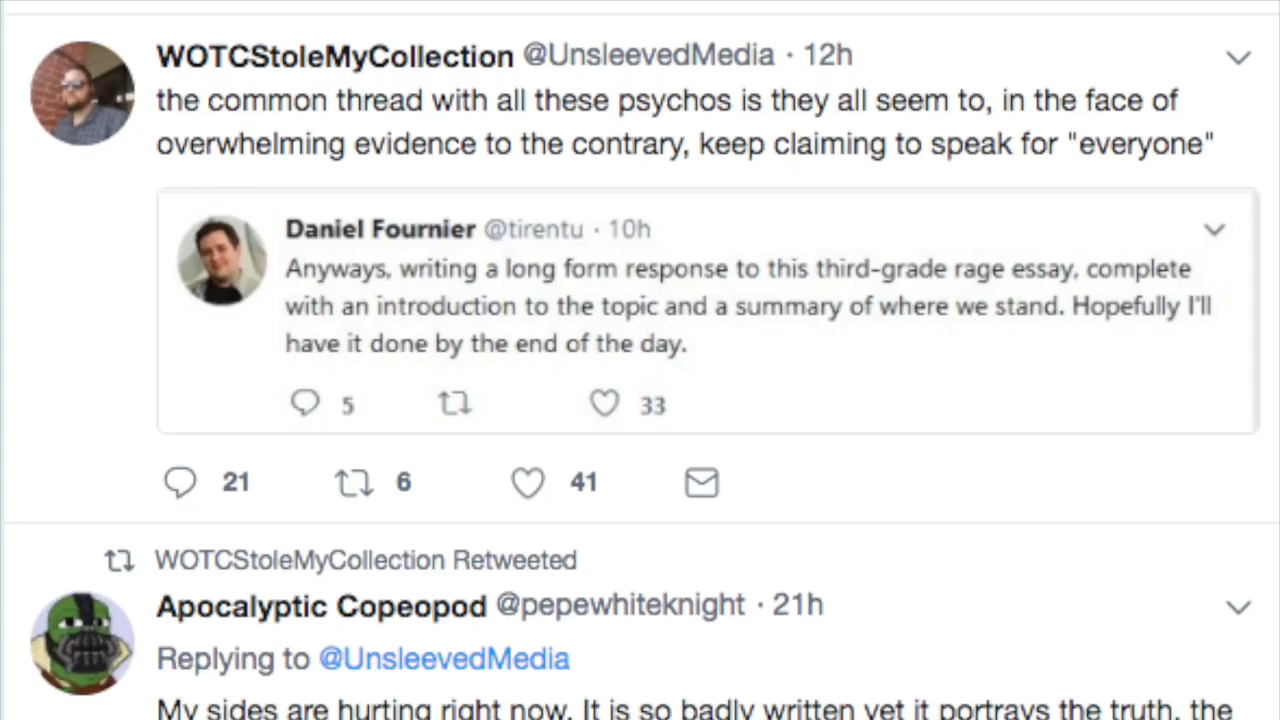 WOTCStoleMyCollection @UnsleevedMedia · 12h
the common thread with all these psychos is they all seem to, in the face of
overwhelming evidence to the contrary, keep claiming to speak for "everyone"
Daniel Fournier @tirentu · 10h
Anyways, writing a long form response to this third-grade rage essay, complete
with an introduction to the topic and a summary of where we stand. Hopefully I'll
have it done by the end of the day.
5 33
21 6 41
WOTCStoleMyCollection Retweeted
Apocalyptic Copeopod @pepewhiteknight · 21h
Replying to @UnsleevedMedia
My sides are hurting right now. It is so badly written yet it portrays the truth, the